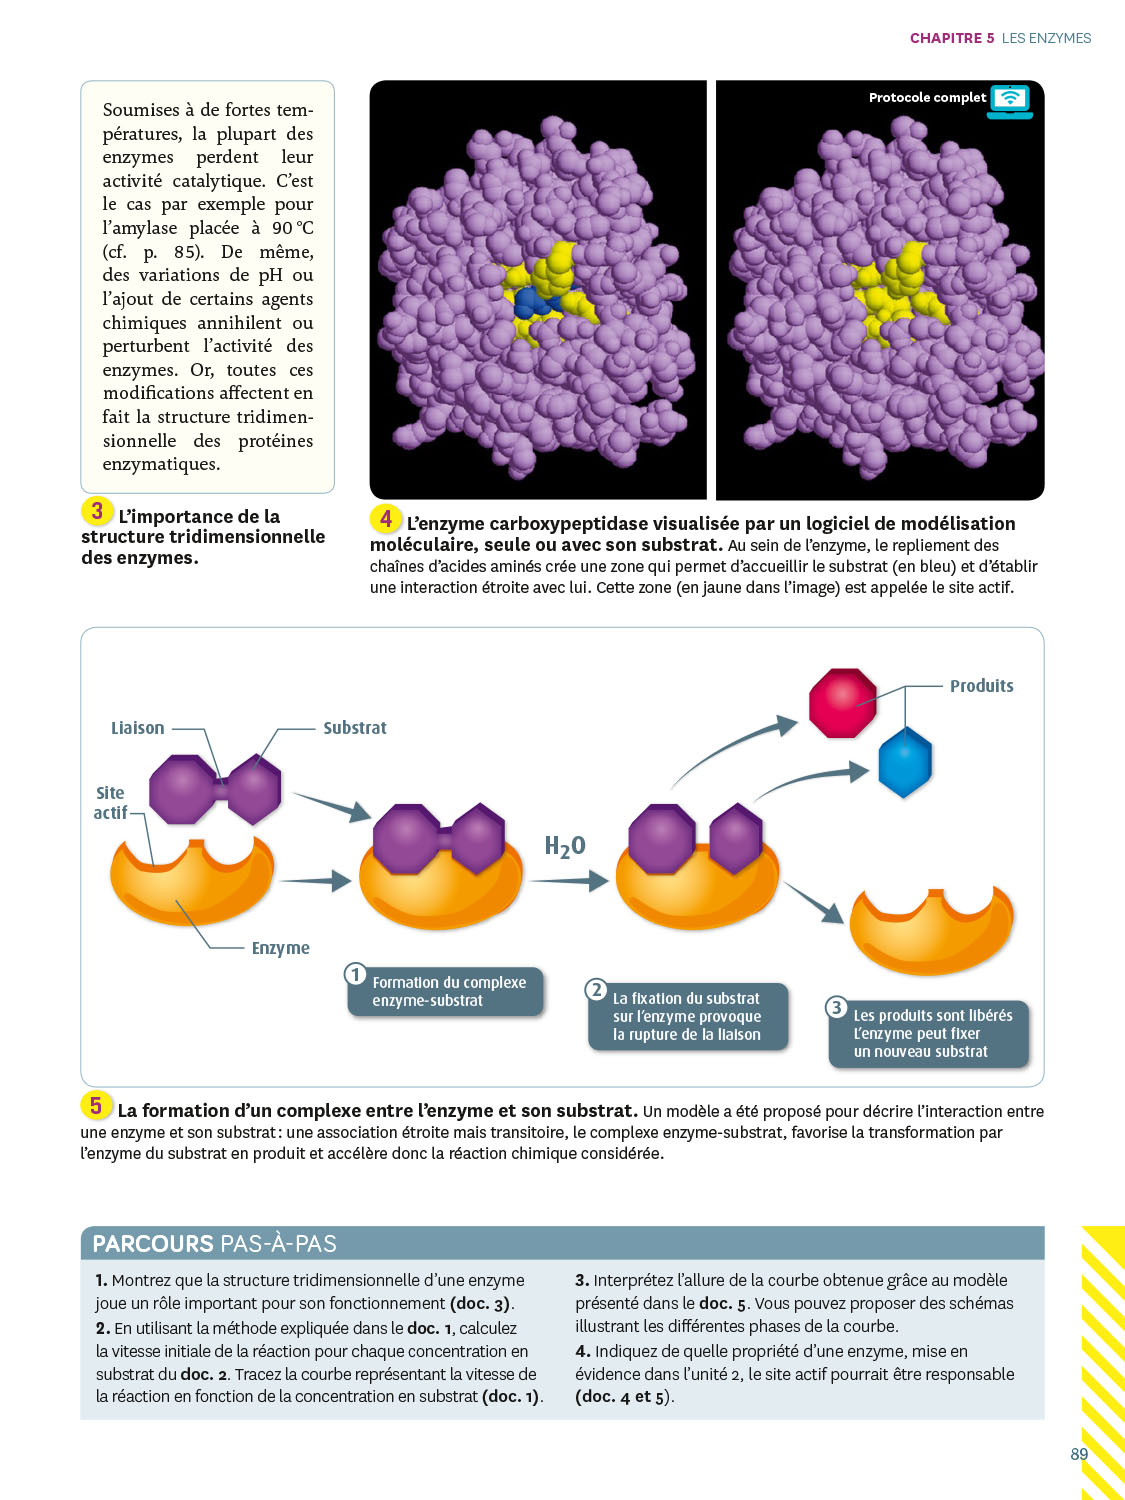 CHAPITRE 5 LES ENZYMES
Soumises à de fortes tem-
pératures, la plupart des
enzymes perdent leur
activité catalytique. C’est
le cas par exemple pour
l’amylase placée à 90 °C
(cf. p. 85). De même,
des variations de pH ou
l’ajout de certains agents
chimiques annihilent ou
perturbent l’activité des
enzymes. Or, toutes ces
modifications affectent en
fait la structure tridimen-
sionnelle des protéines
enzymatiques.
3 L’importance de la
structure tridimensionnelle
des enzymes.
Protocole complet
4 L’enzyme carboxypeptidase visualisée par un logiciel de modélisation
moléculaire, seule ou avec son substrat. Au sein de l’enzyme, le repliement des
chaînes d’acides aminés crée une zone qui permet d’accueillir le substrat (en bleu) et d’établir
une interaction étroite avec lui. Cette zone (en jaune dans l’image) est appelée le site actif.
Liaison
Substrat
Site
actif
Enzyme
H2O
Produits
1 Formation du complexe
enzyme-substrat
2 La fixation du substrat
sur l’enzyme provoque
la rupture de la liaison
3 Les produits sont libérés
L’enzyme peut fixer
un nouveau substrat
5 La formation d’un complexe entre l’enzyme et son substrat. Un modèle a été proposé pour décrire l’interaction entre
une enzyme et son substrat : une association étroite mais transitoire, le complexe enzyme-substrat, favorise la transformation par
l’enzyme du substrat en produit et accélère donc la réaction chimique considérée.
PARCOURS PAS-À-PAS
1. Montrez que la structure tridimensionnelle d’une enzyme
joue un rôle important pour son fonctionnement (doc. 3).
2. En utilisant la méthode expliquée dans le doc. 1, calculez
la vitesse initiale de la réaction pour chaque concentration en
substrat du doc. 2. Tracez la courbe représentant la vitesse de
la réaction en fonction de la concentration en substrat (doc. 1).
3. Interprétez l’allure de la courbe obtenue grâce au modèle
présenté dans le doc. 5. Vous pouvez proposer des schémas
illustrant les différentes phases de la courbe.
4. Indiquez de quelle propriété d’une enzyme, mise en
évidence dans l’unité 2, le site actif pourrait être responsable
(doc. 4 et 5).
89